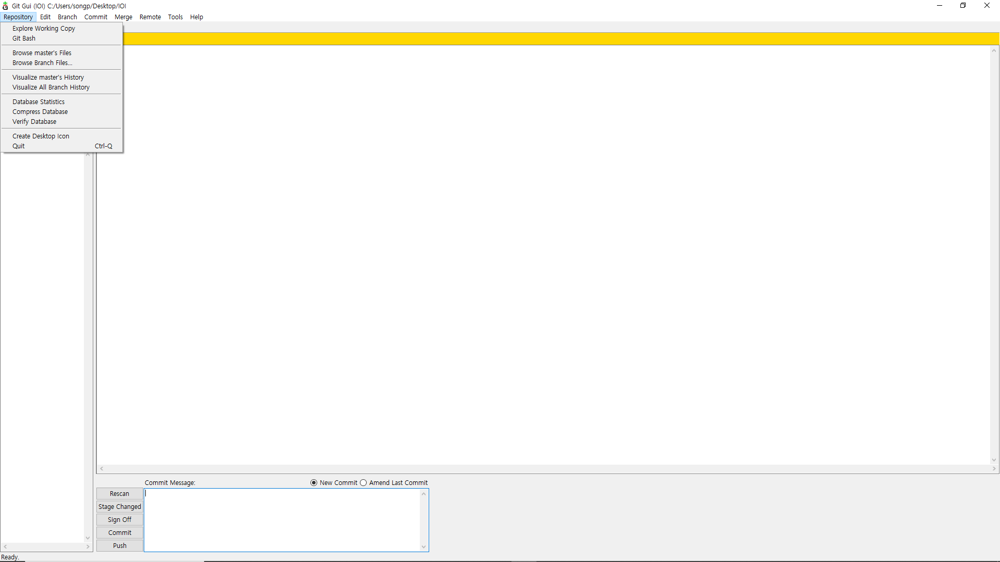 Git Gui (IOI) C:/Users/songp/Desktop/IOI
Repository Edit Branch Commit Merge Remote Tools Help
Explore Working Copy
Git Bash
Browse master's Files
Browse Branch Files...
Visualize master's History
Visualize All Branch History
Database Statistics
Compress Database
Verify Database
Create Desktop Icon
Quit Ctrl-Q
Commit Message: New Commit Amend Last Commit
Rescan
Stage Changed
Sign Off
Commit
Push
Ready.